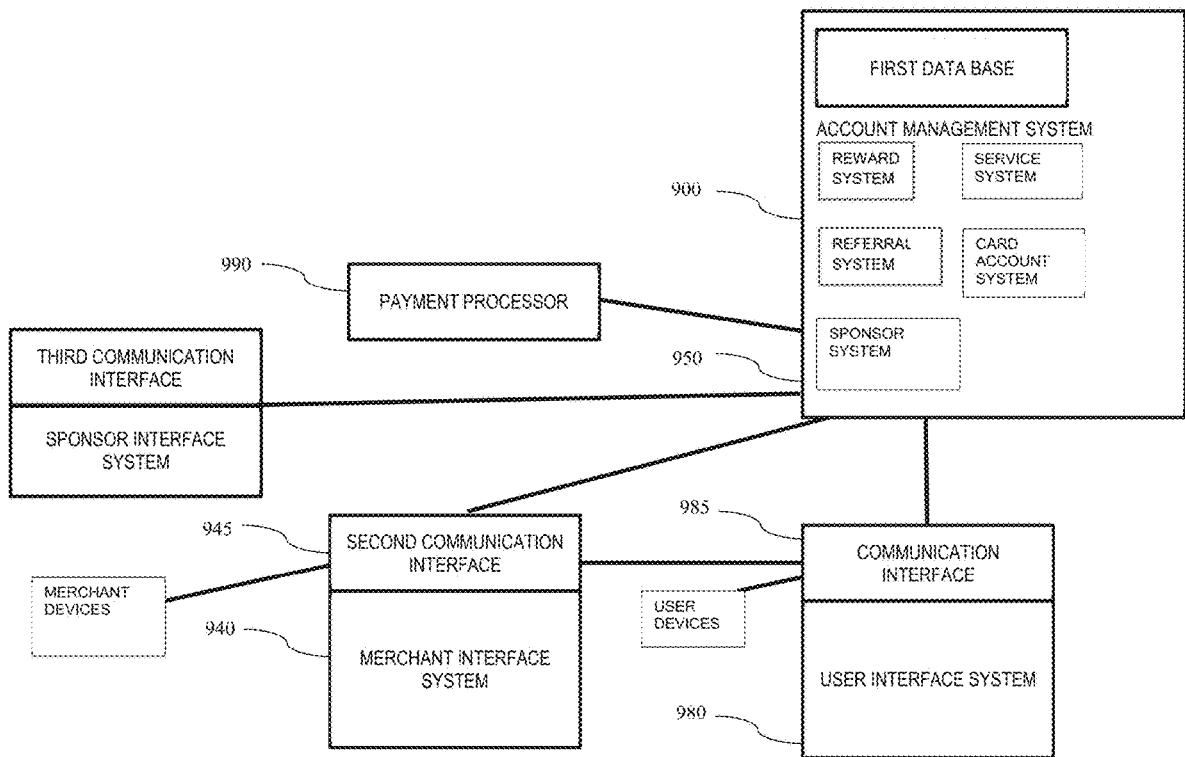 FIRST DATA BASE
ACCOUNT MANAGEMENT SYSTEM
REWARD
SYSTEM
SERVICE
SYSTEM
900
REFERRAL
SYSTEM
CARD
ACCOUNT
SYSTEM
990
PAYMENT PROCESSOR
SPONSOR
SYSTEM
950
THIRD COMMUNICATION
INTERFACE
SPONSOR INTERFACE
SYSTEM
945
SECOND COMMUNICATION
INTERFACE
985
COMMUNICATION
INTERFACE
MERCHANT
DEVICES
USER
DEVICES
940
MERCHANT INTERFACE
SYSTEM
USER INTERFACE SYSTEM
980